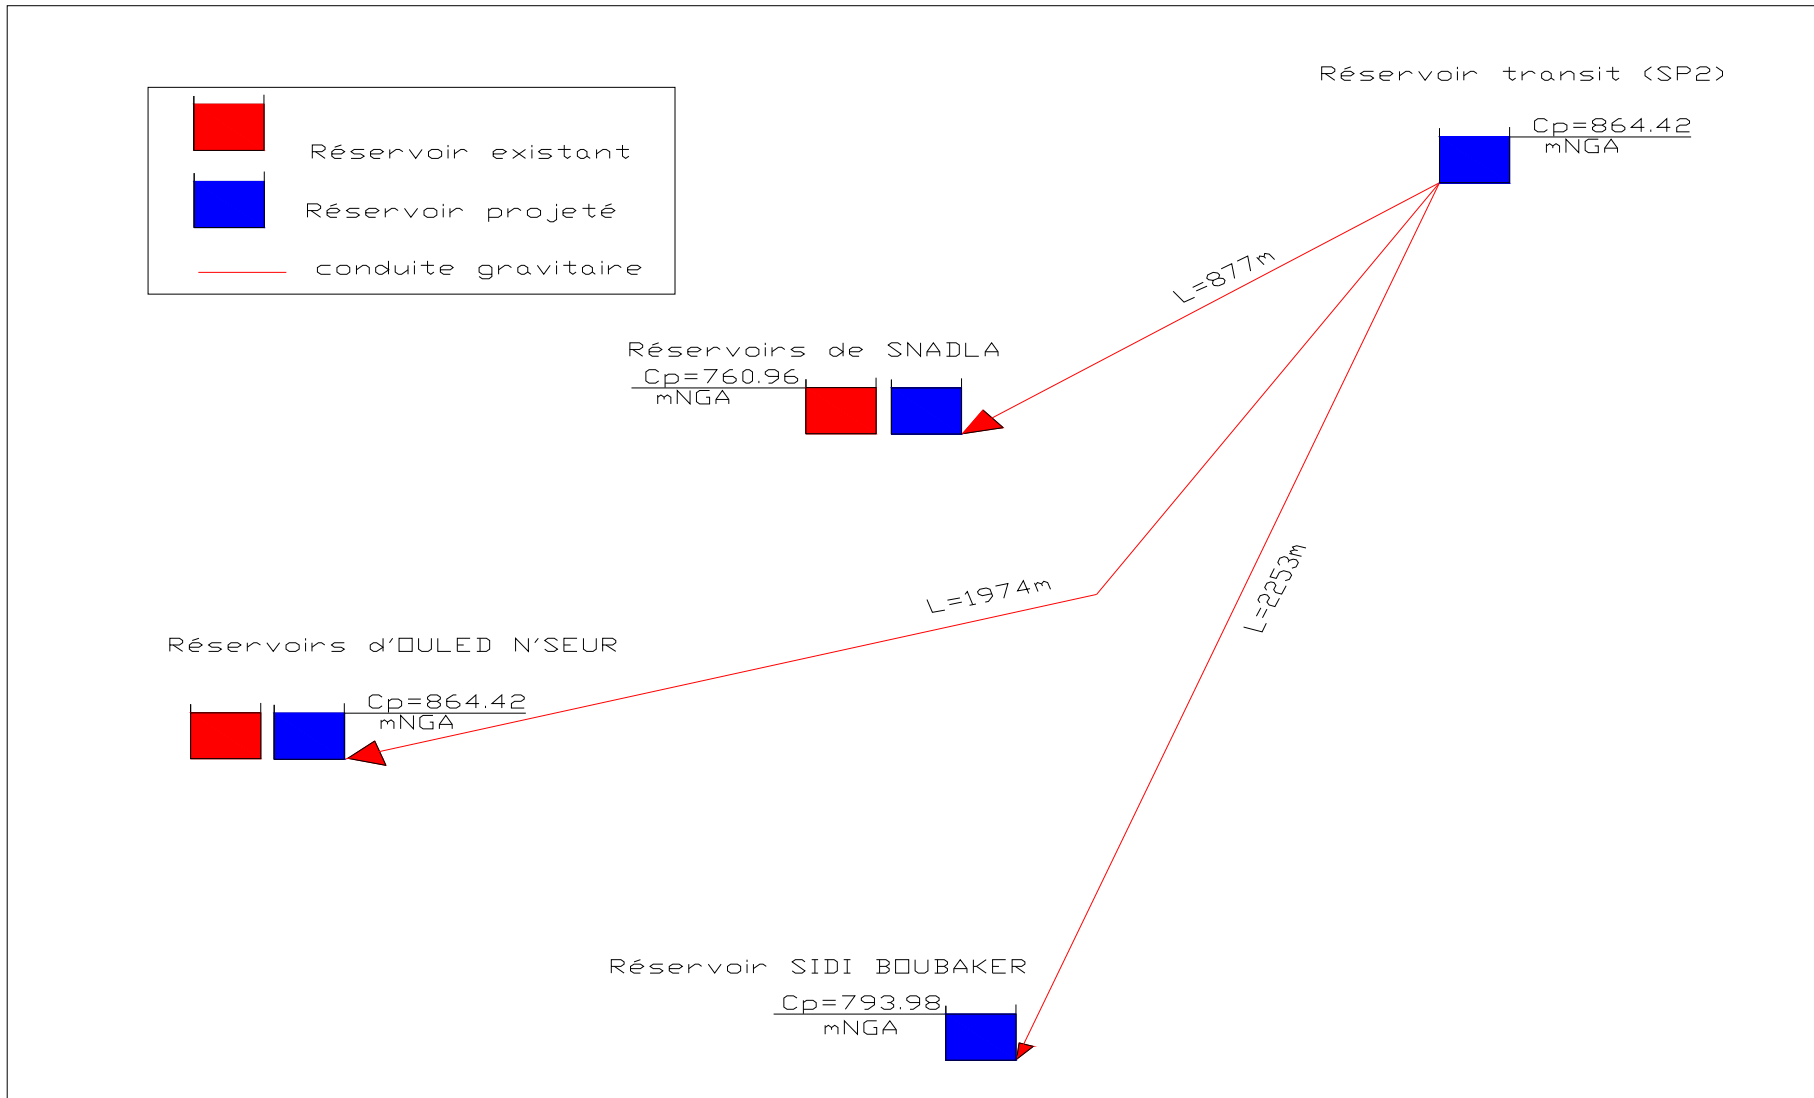 Réservoir transit (SP2)
Cp=864.42
mNGA
Réservoir existant
Réservoir projeté
conduite gravitaire
L=877m
Réservoirs de SNADLA
Cp=760.96
mNGA
L=2253m
L=1974m
Réservoirs d'OULED N'SEUR
Cp=864.42
mNGA
Réservoir SIDI BOUBAKER
Cp=793.98
mNGA